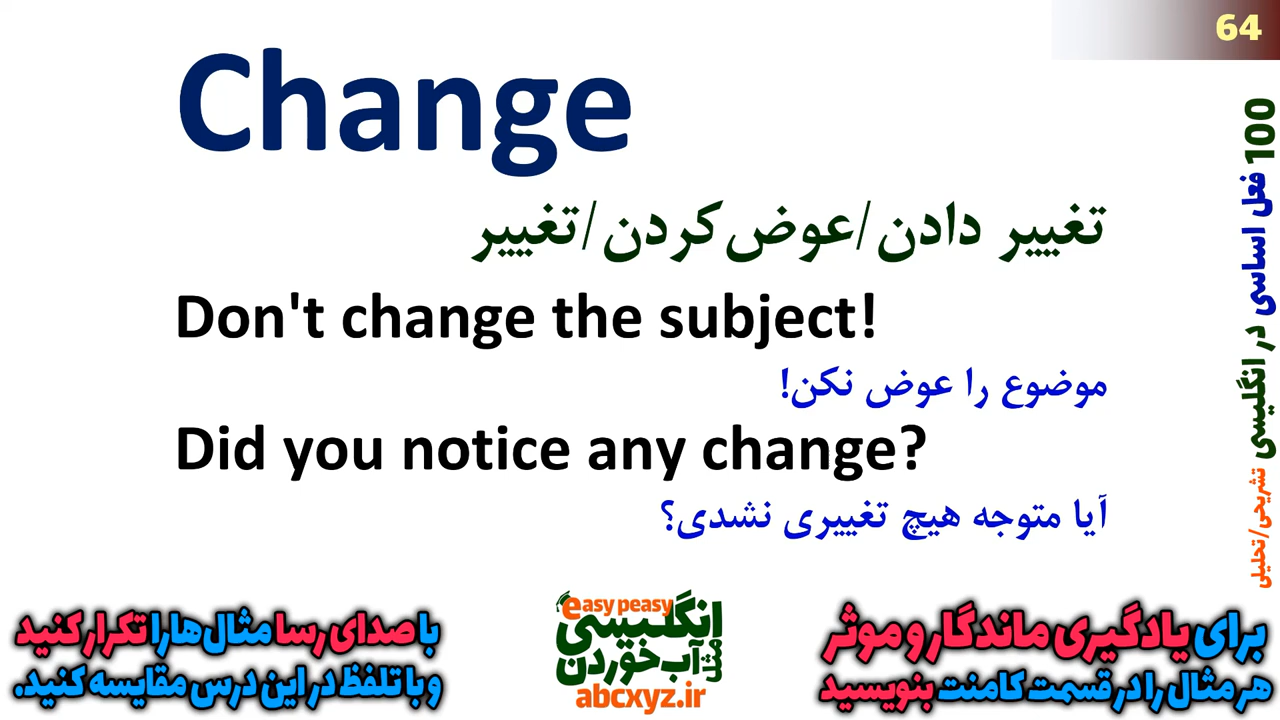 64
Change
تغییر دادن/عوض کردن/تغییر
Don't change the subject!
موضوع را عوض نکن!
Did you notice any change?
آیا متوجه هیچ تغییری نشدی؟
100 فعل اساسی در انگلیسی
تشریحی/تحلیلی
برای یادگیری ماندگار و موثر
هر مثال را در قسمت کامنت بنویسید
easy peasy
انگلیسی
مثل آب خوردن
abcxyz.ir
با صدای رسا مثال‌ها را تکرار کنید
و با تلفظ در این درس مقایسه کنید.